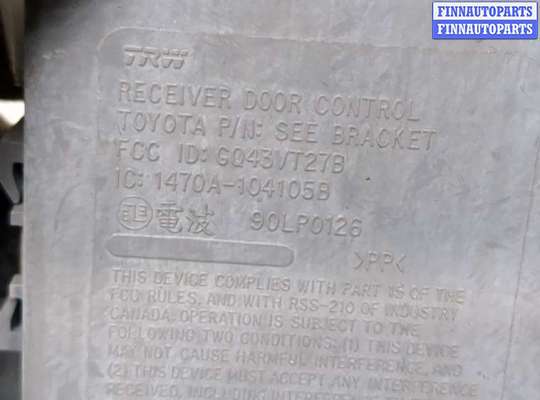 FINNAUTOPARTS
FINNAUTOPARTS
TRW
RECEIVER DOOR CONTROL
TOYOTA P/N: SEE BRACKET
FCC ID: GQ43VT27B
IC: 1470A-104105B
電波 90LP0126
>PP<
THIS DEVICE COMPLIES WITH PART 15 OF THE
FCC RULES, AND WITH RSS-210 OF INDUSTRY
CANADA. OPERATION IS SUBJECT TO THE
FOLLOWING TWO CONDITIONS: (1) THIS DEVICE
MAY NOT CAUSE HARMFUL INTERFERENCE, AND
(2) THIS DEVICE MUST ACCEPT ANY INTERFERENCE
RECEIVED, INCLUDING INTERFERENCE